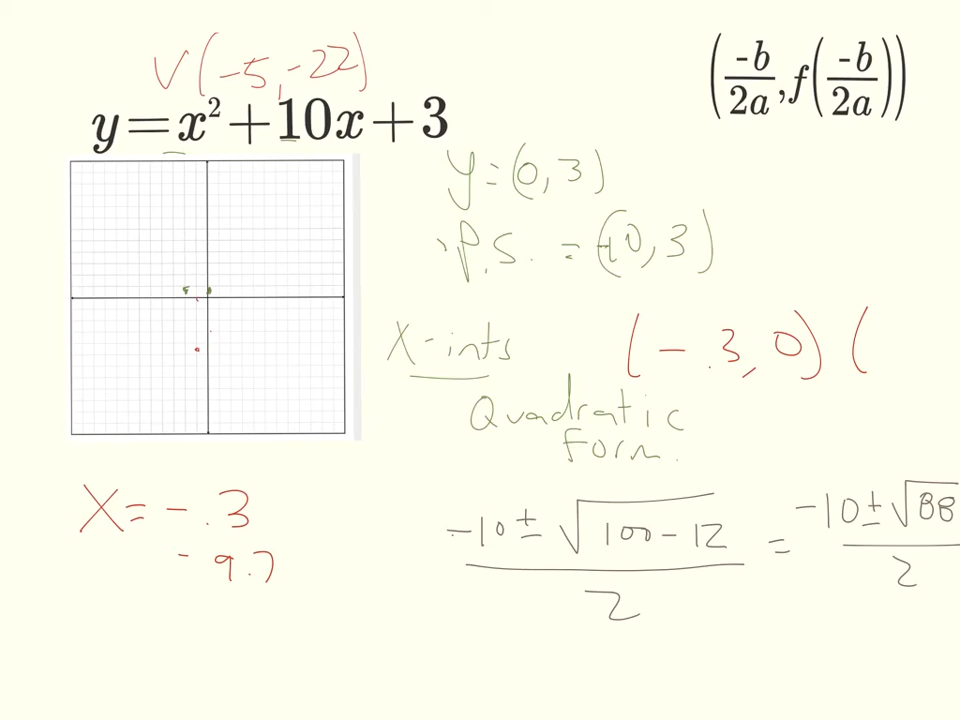 V(-5,-22)
(-b/2a, f(-b/2a))
y=x²+10x+3
y=(0,3)
P.S. = (-10,3)
X-ints (-.3,0)(
Quadratic
Form.
X=-.3
-9.7
(-10±√(100-12))/2 = (-10±√88)/2